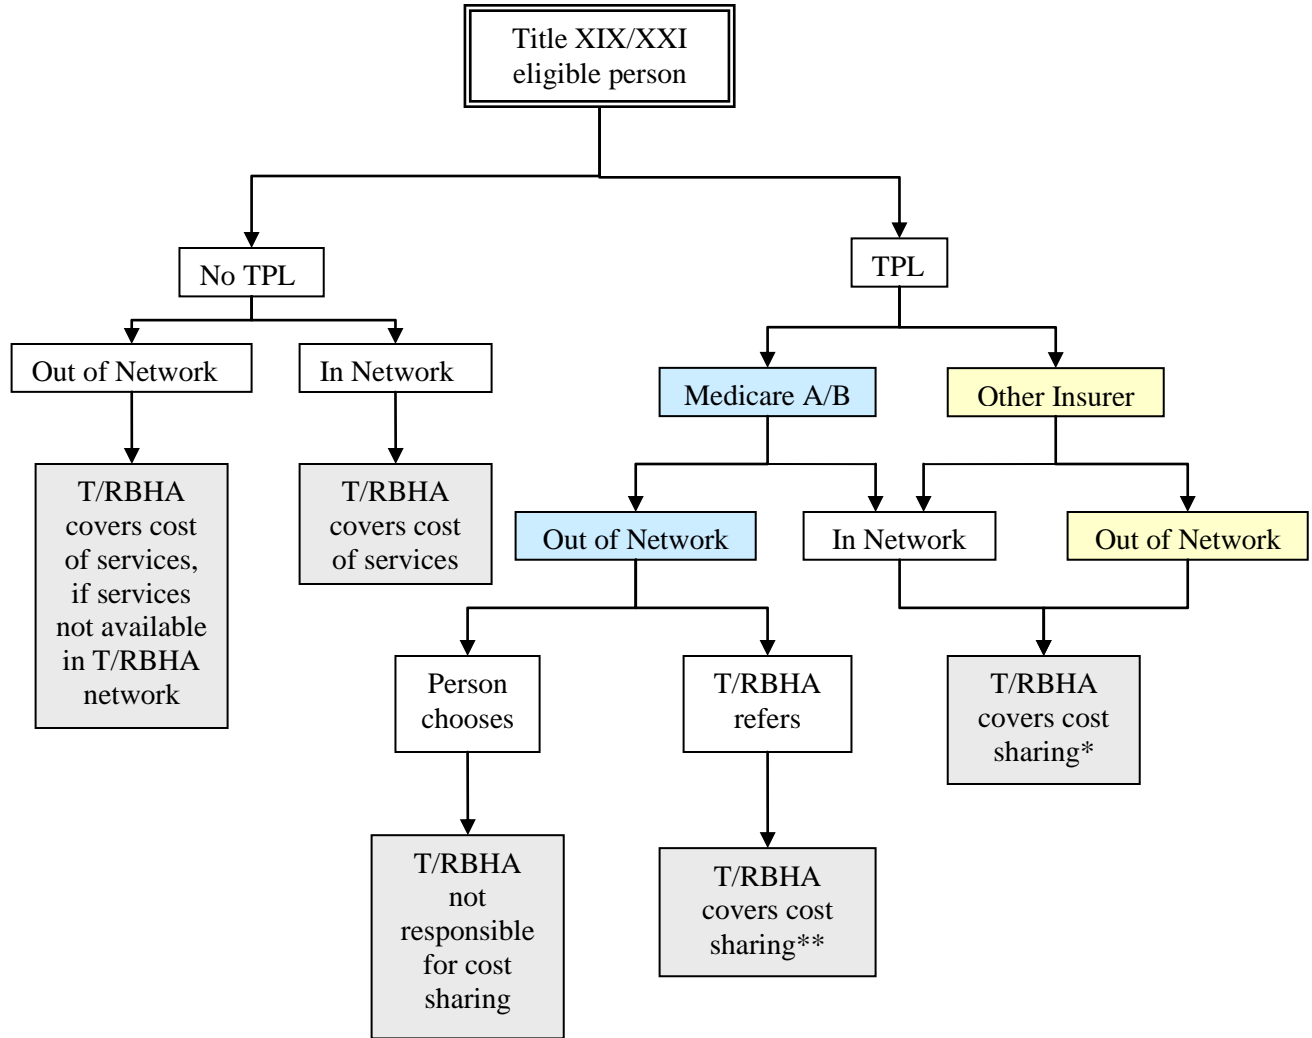 Title XIX/XXI
eligible person
No TPL
TPL
Out of Network
In Network
Medicare A/B
Other Insurer
T/RBHA
covers cost
of services,
if services
not available
in T/RBHA
network
T/RBHA
covers cost
of services
Out of Network
In Network
Out of Network
Person
chooses
T/RBHA
refers
T/RBHA
covers cost
sharing*
T/RBHA
not
responsible
for cost
sharing
T/RBHA
covers cost
sharing**